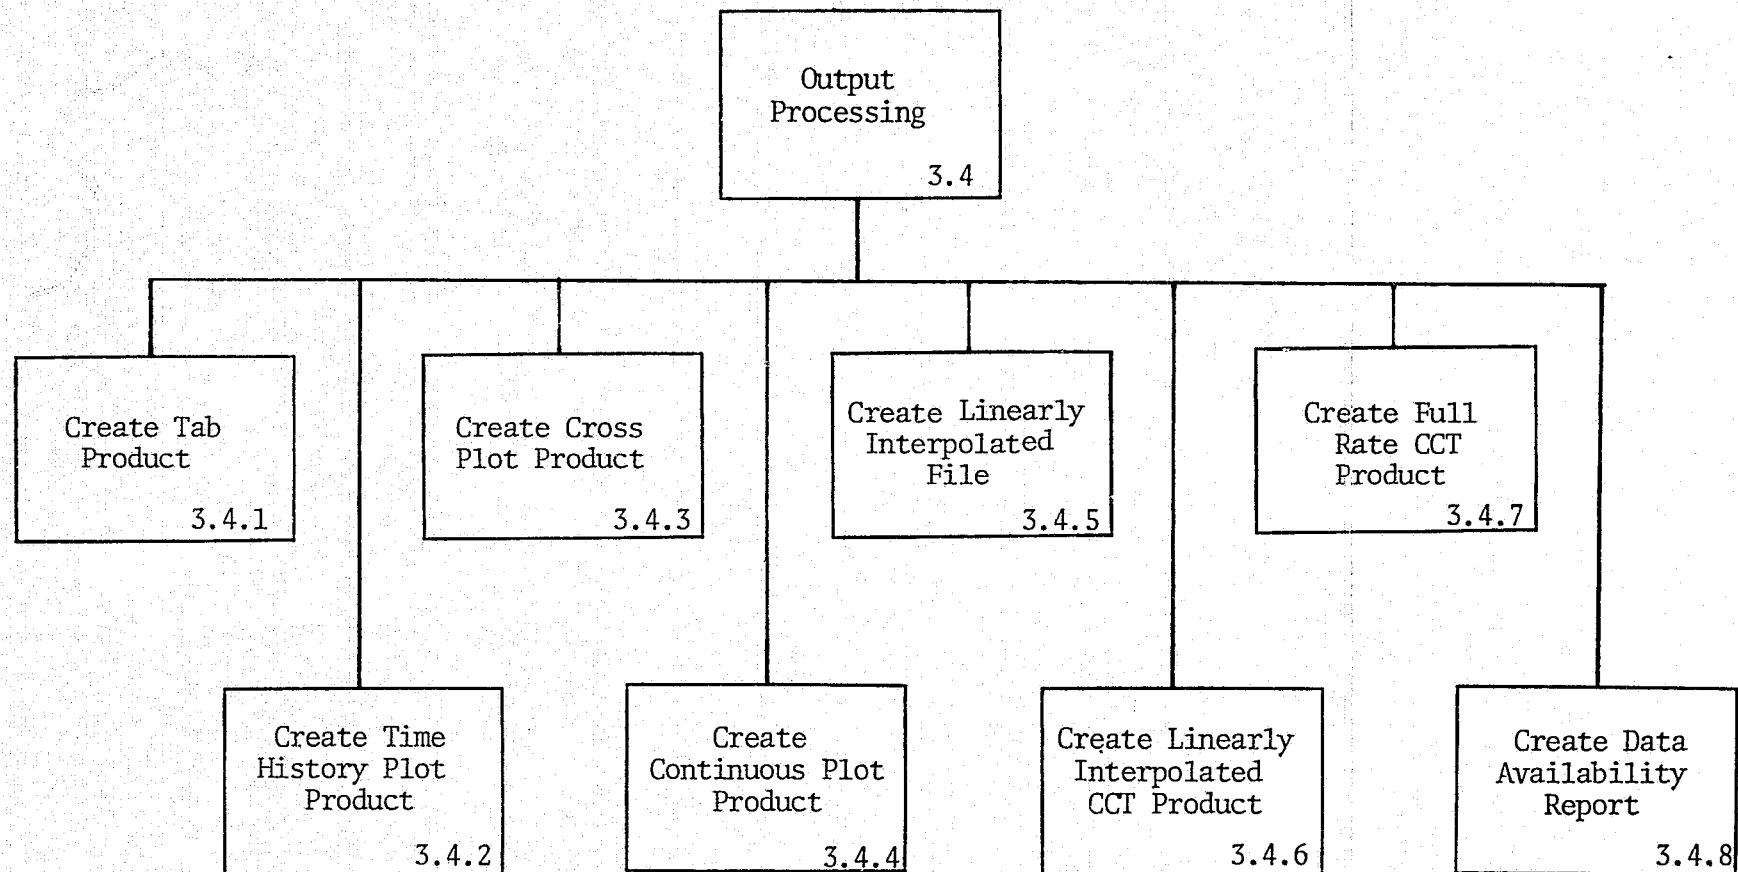 Output
Processing
3.4
Create Tab
Product
3.4.1
Create Cross
Plot Product
3.4.3
Create Linearly
Interpolated
File
3.4.5
Create Full
Rate CCT
Product
3.4.7
Create Time
History Plot
Product
3.4.2
Create
Continuous Plot
Product
3.4.4
Create Linearly
Interpolated
CCT Product
3.4.6
Create Data
Availability
Report
3.4.8